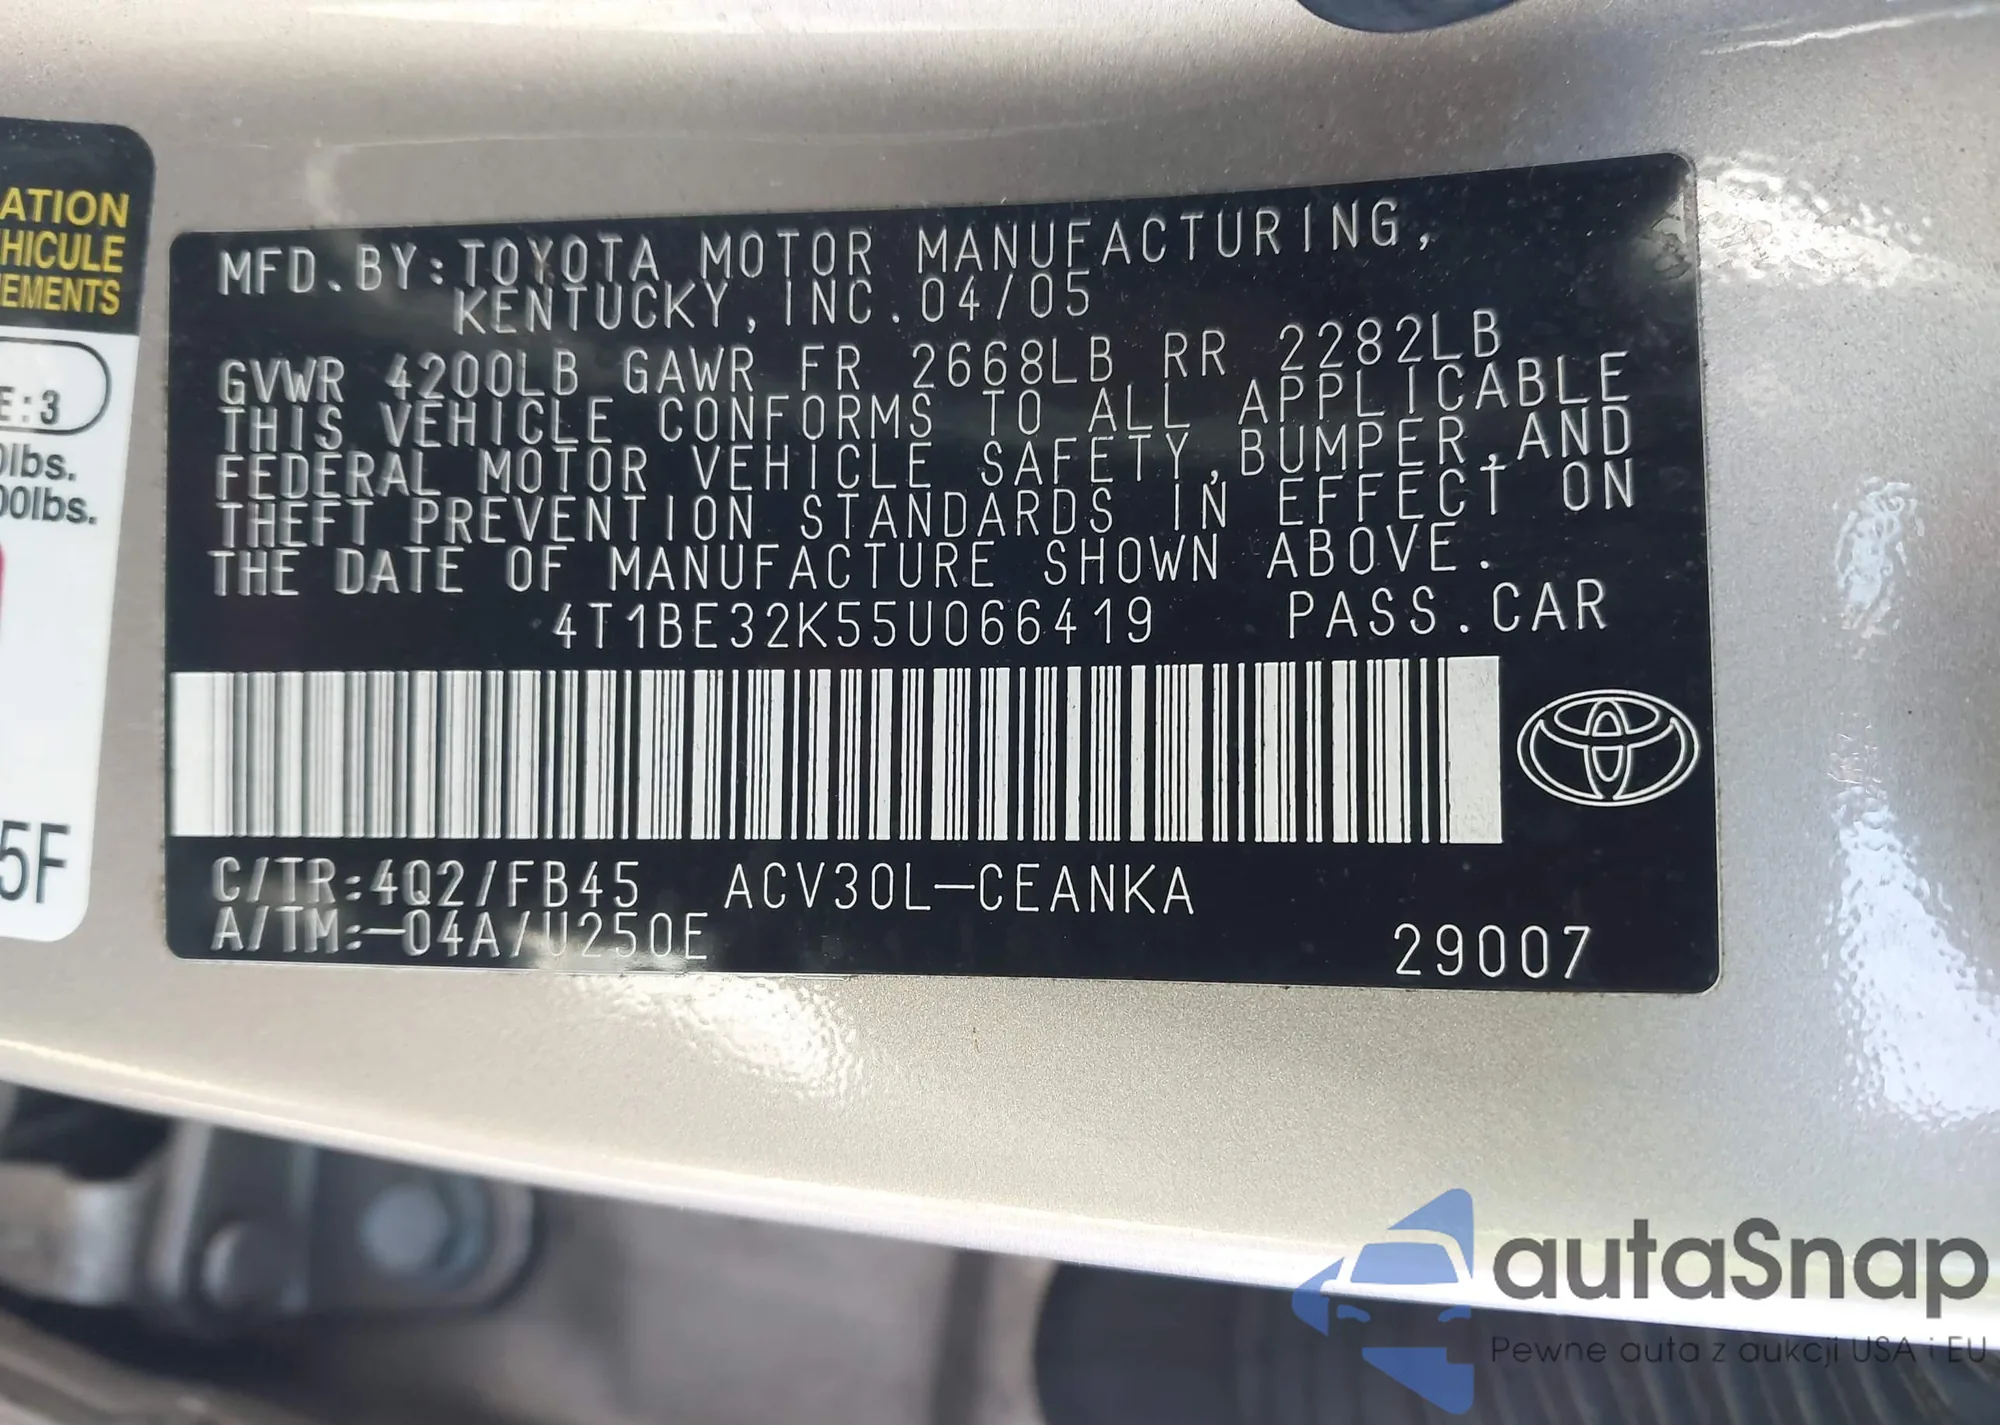 ATION
HICULE
EMENTS
E:3
0lbs.
00lbs.
5F
MFD.BY:TOYOTA MOTOR MANUFACTURING,
KENTUCKY, INC.04/05
GVWR 4200LB GAWR FR 2668LB RR 2282LB
THIS VEHICLE CONFORMS TO ALL APPLICABLE
FEDERAL MOTOR VEHICLE SAFETY,BUMPER,AND
THEFT PREVENTION STANDARDS IN EFFECT ON
THE DATE OF MANUFACTURE SHOWN ABOVE.
4T1BE32K55U066419 PASS.CAR
C/TR:4Q2/FB45 ACV30L-CEANKA
A/TM:-04A/U250E
29007
autaSnap
Pewne auta z aukcji USA i EU